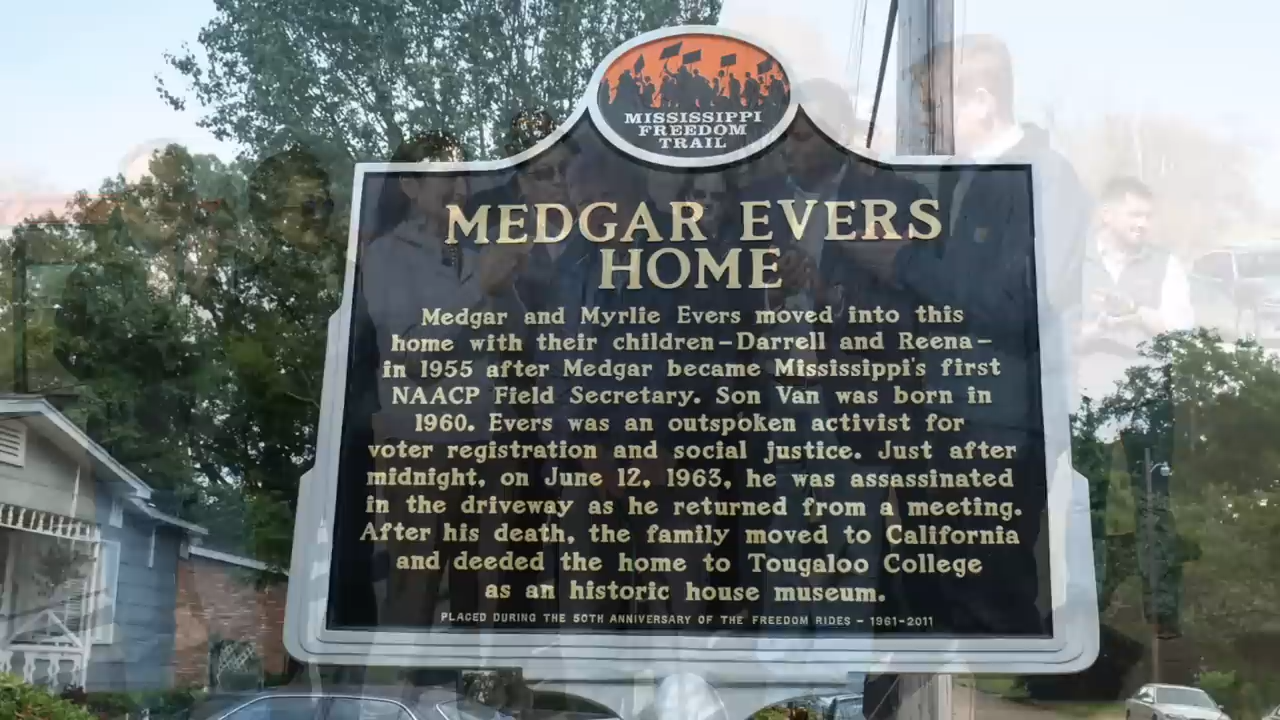 MISSISSIPPI
FREEDOM
TRAIL
MEDGAR EVERS
HOME
Medgar and Myrlie Evers moved into this
home with their children–Darrell and Reena–
in 1955 after Medgar became Mississippi's first
NAACP Field Secretary. Son Van was born in
1960. Evers was an outspoken activist for
voter registration and social justice. Just after
midnight, on June 12, 1963, he was assassinated
in the driveway as he returned from a meeting.
After his death, the family moved to California
and deeded the home to Tougaloo College
as an historic house museum.
PLACED DURING THE 50TH ANNIVERSARY OF THE FREEDOM RIDES – 1961-2011